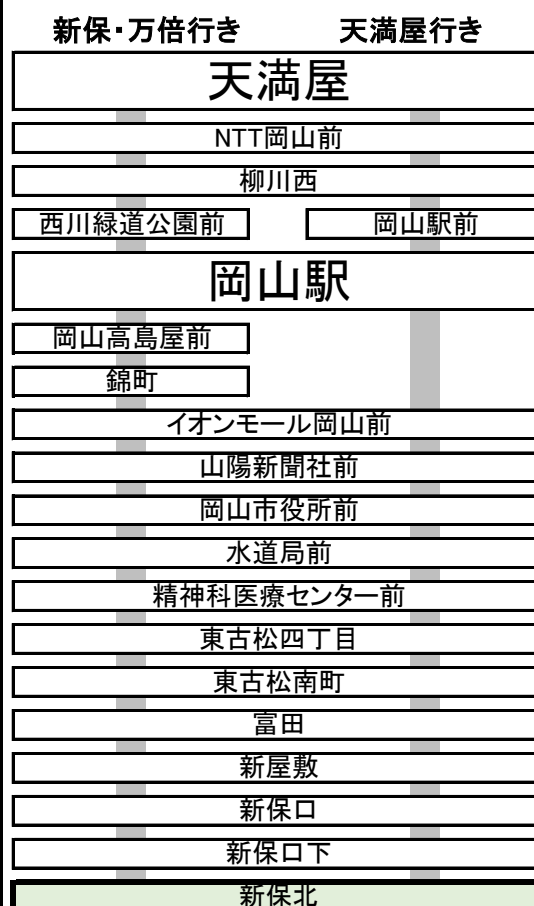 新保・万倍行き 天満屋行き
天満屋
NTT岡山前
柳川西
西川緑道公園前 岡山駅前
岡山駅
岡山高島屋前
錦町
イオンモール岡山前
山陽新聞社前
岡山市役所前
水道局前
精神科医療センター前
東古松四丁目
東古松南町
富田
新屋敷
新保口
新保口下
新保北